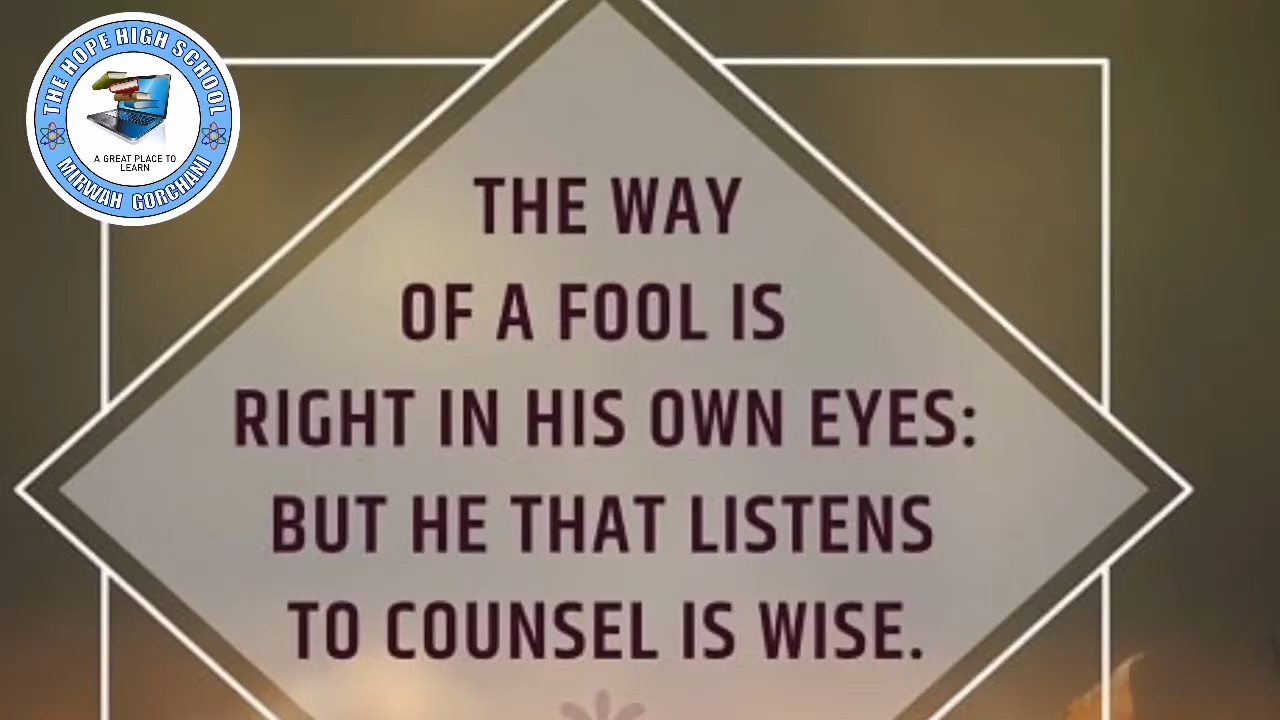 THE HOPE HIGH SCHOOL
A GREAT PLACE TO
LEARN
MIRWAH GORCHANI
THE WAY
OF A FOOL IS
RIGHT IN HIS OWN EYES:
BUT HE THAT LISTENS
TO COUNSEL IS WISE.